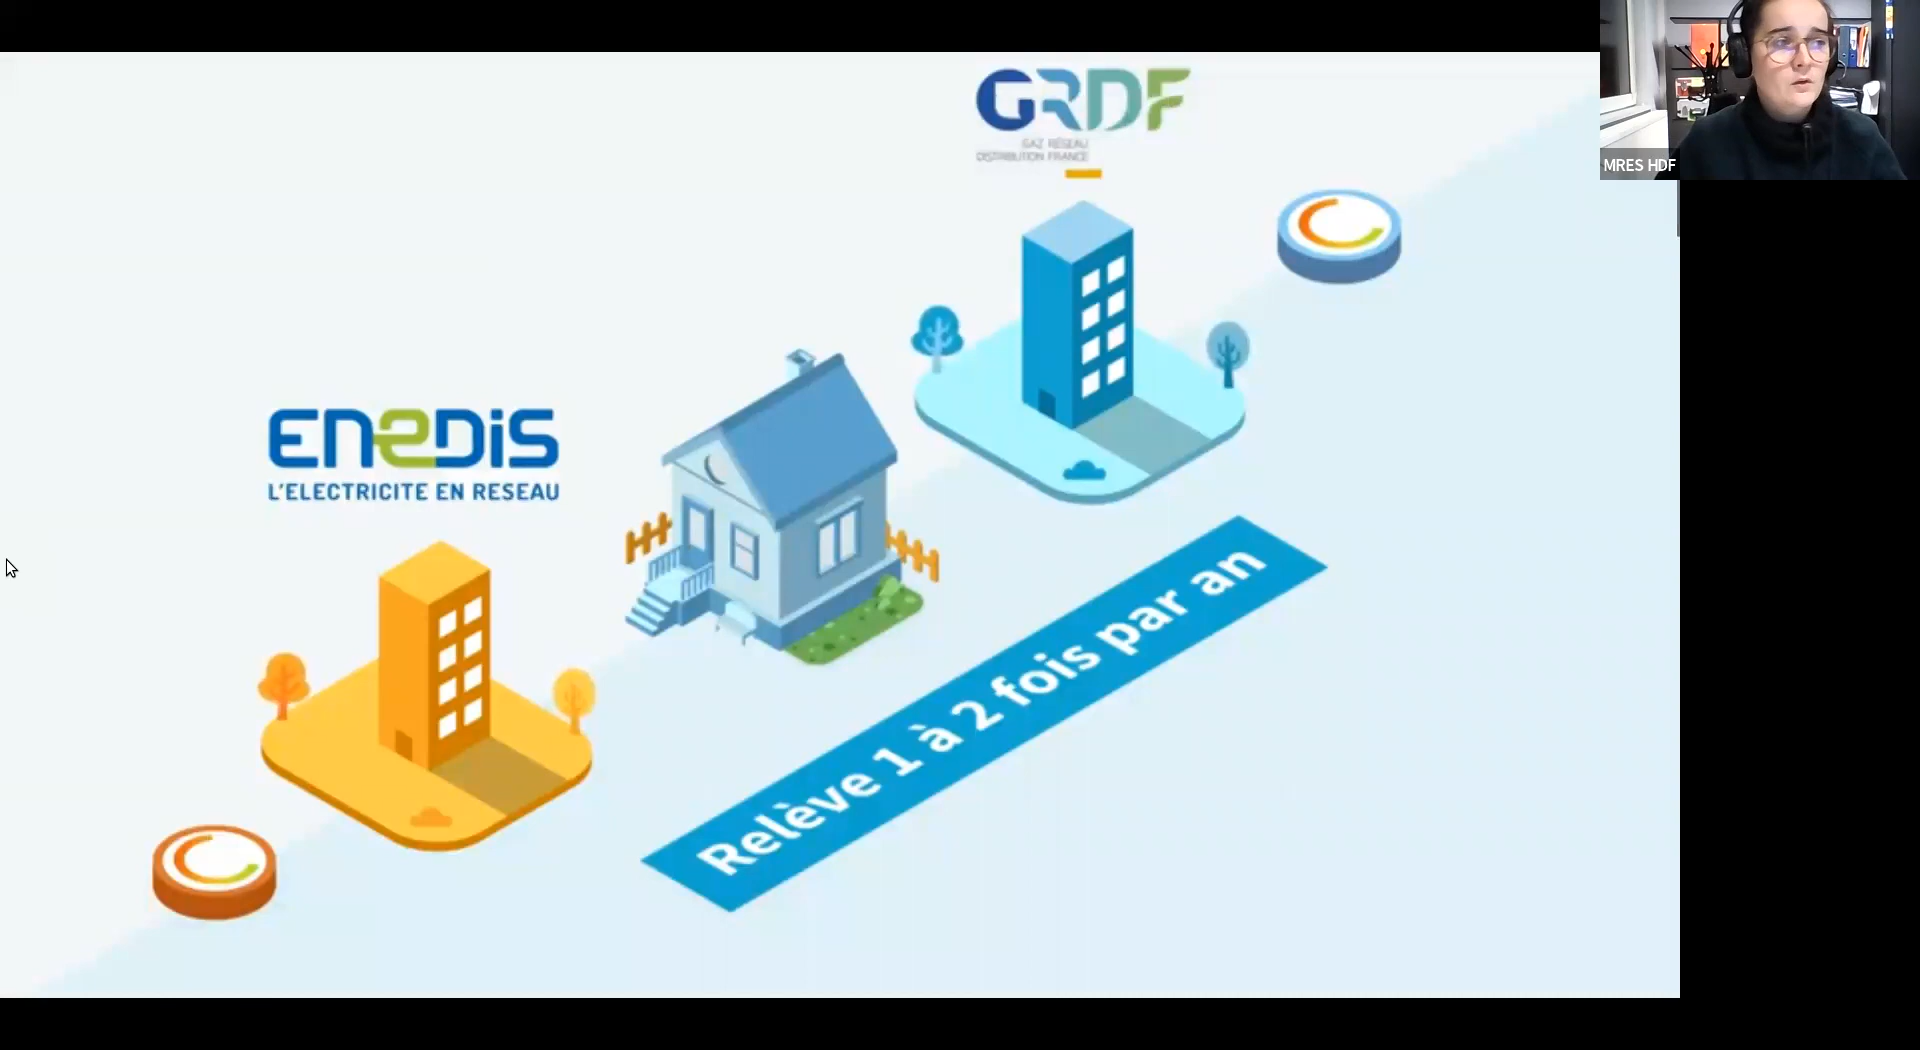 GRDF
GAZ RÉSEAU
DISTRIBUTION FRANCE
MRES HDF
ENEDIS
L'ELECTRICITE EN RESEAU
Relève 1 à 2 fois par an